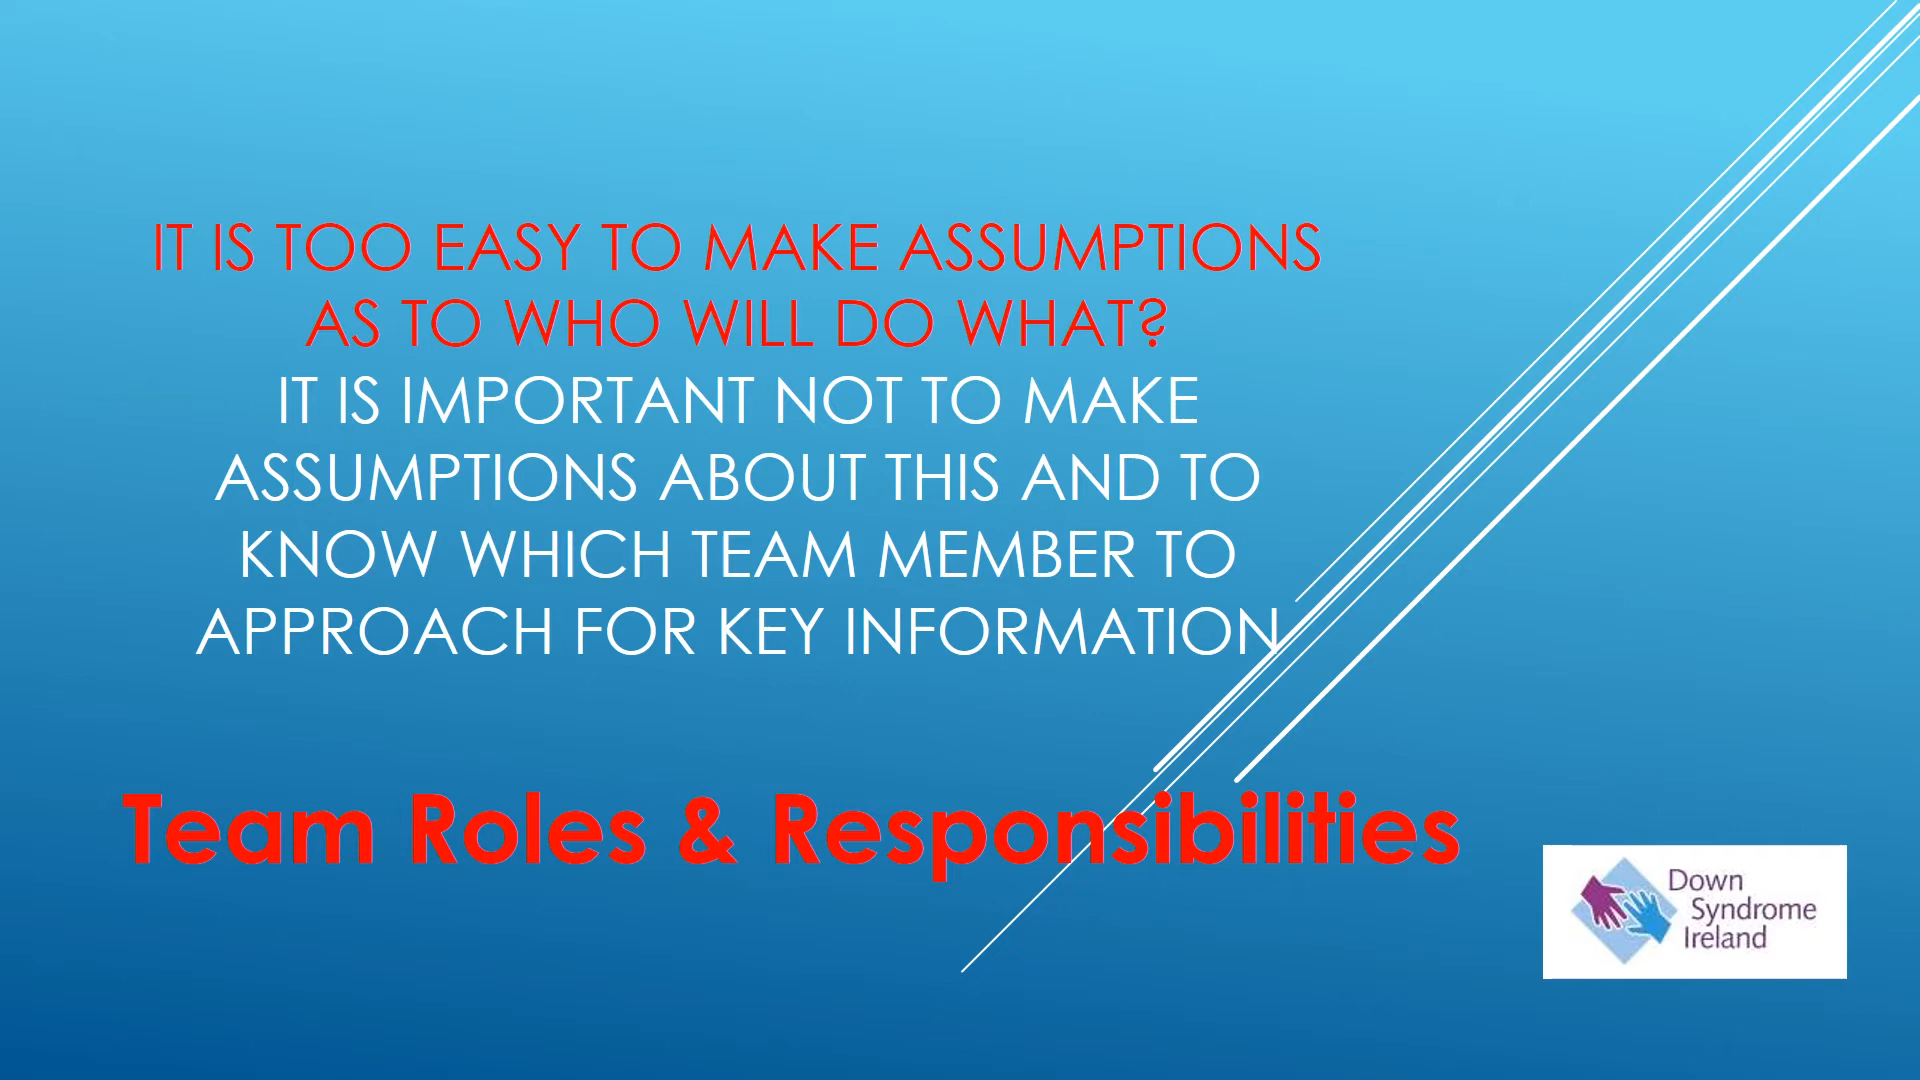 IT IS TOO EASY TO MAKE ASSUMPTIONS
AS TO WHO WILL DO WHAT?
IT IS IMPORTANT NOT TO MAKE
ASSUMPTIONS ABOUT THIS AND TO
KNOW WHICH TEAM MEMBER TO
APPROACH FOR KEY INFORMATION
Team Roles & Responsibilities
Down
Syndrome
Ireland